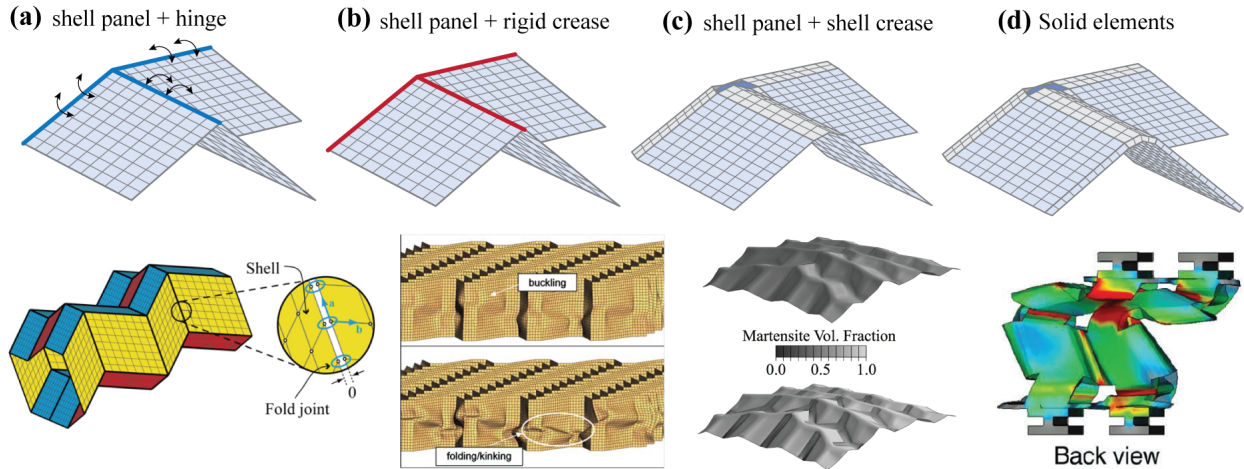 (a) shell panel + hinge
(b) shell panel + rigid crease
(c) shell panel + shell crease
(d) Solid elements
Shell
a
b
0
Fold joint
buckling
folding/kinking
Martensite Vol. Fraction
0.0 0.5 1.0
Back view